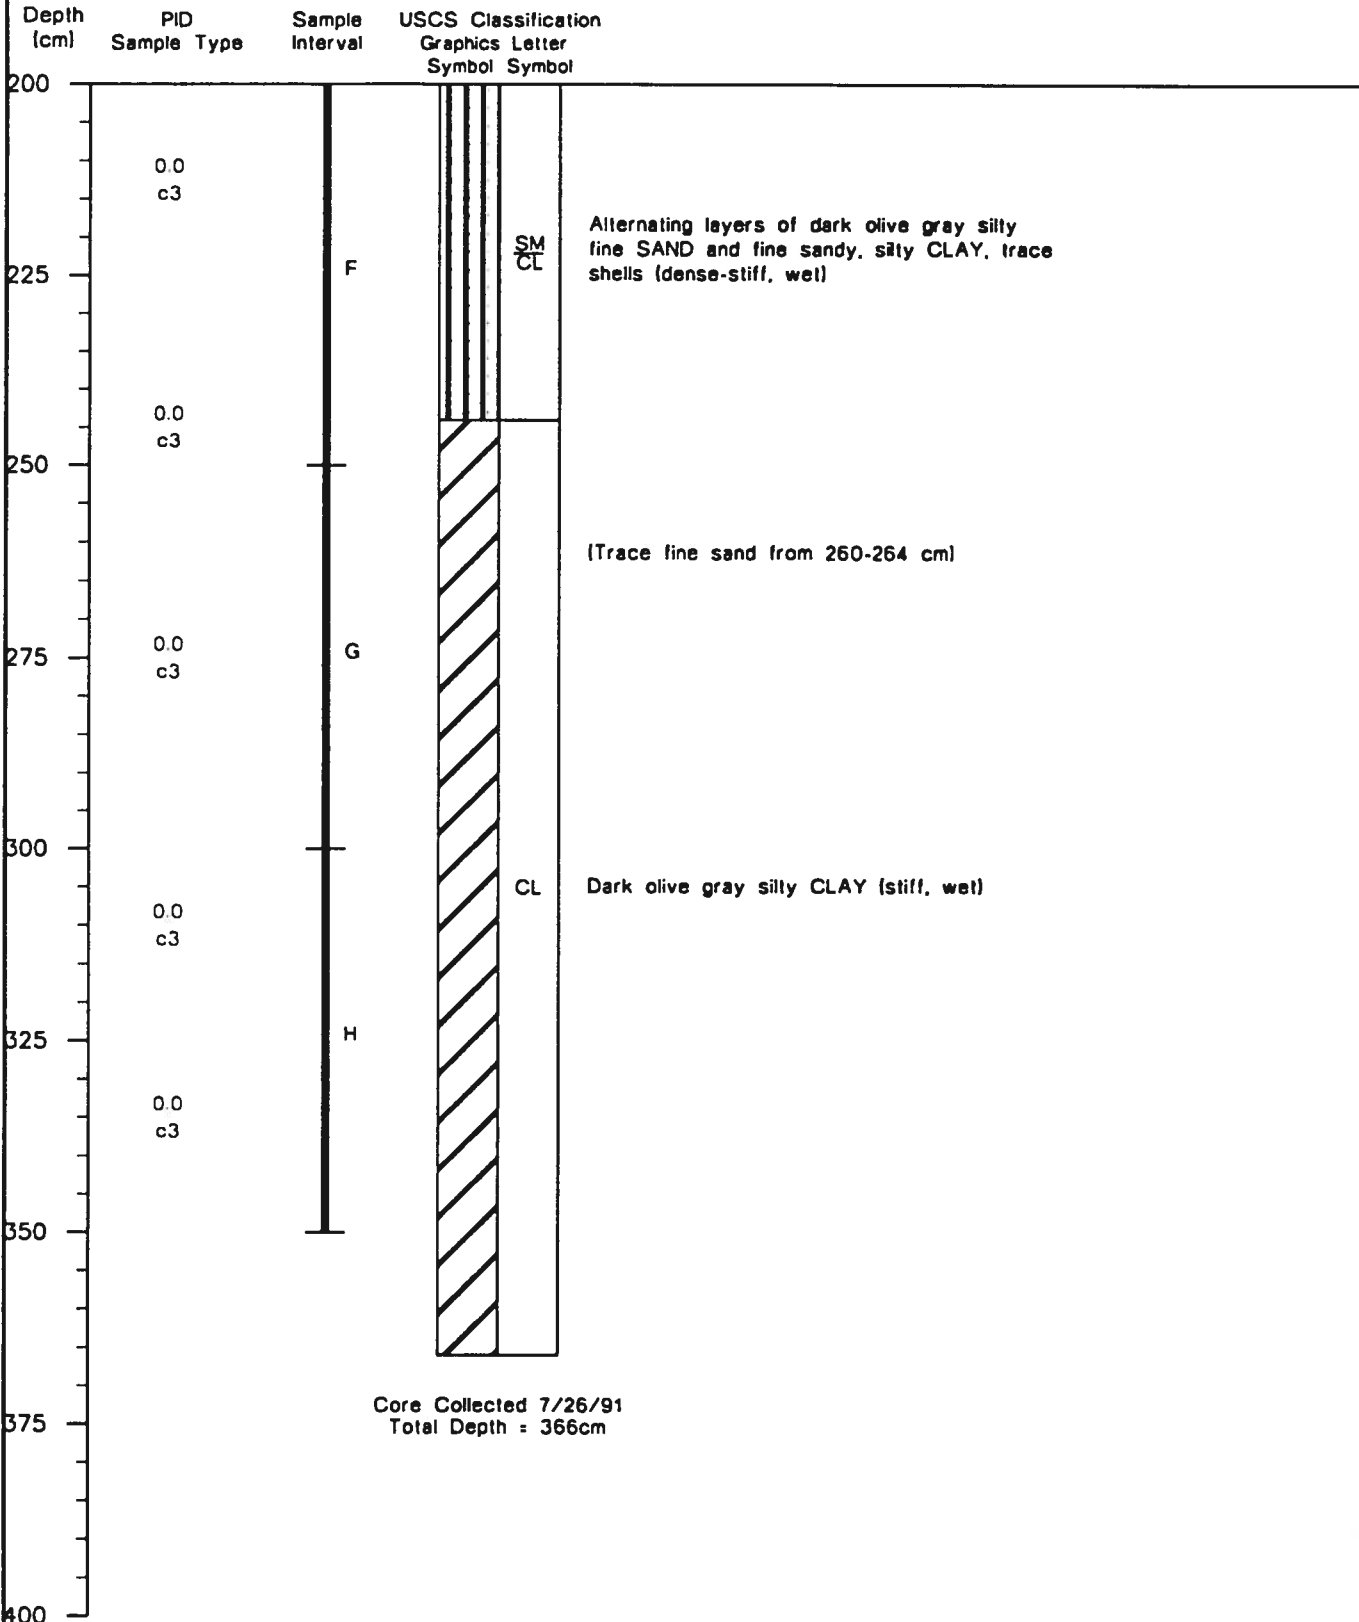 Depth PID Sample USCS Classification
(cm) Sample Type Interval Graphics Letter
Symbol Symbol
200
0.0
c3
Alternating layers of dark olive gray silty
SM fine SAND and fine sandy, silty CLAY, trace
CL
F
225 shells (dense-stiff, wet)
0.0
c3
250
(Trace fine sand from 260-264 cm)
0.0
G
275
c3
300
CL Dark olive gray silty CLAY (stiff, wet)
0.0
c3
H
325
0.0
c3
350
Core Collected 7/26/91
375
Total Depth = 366cm
400